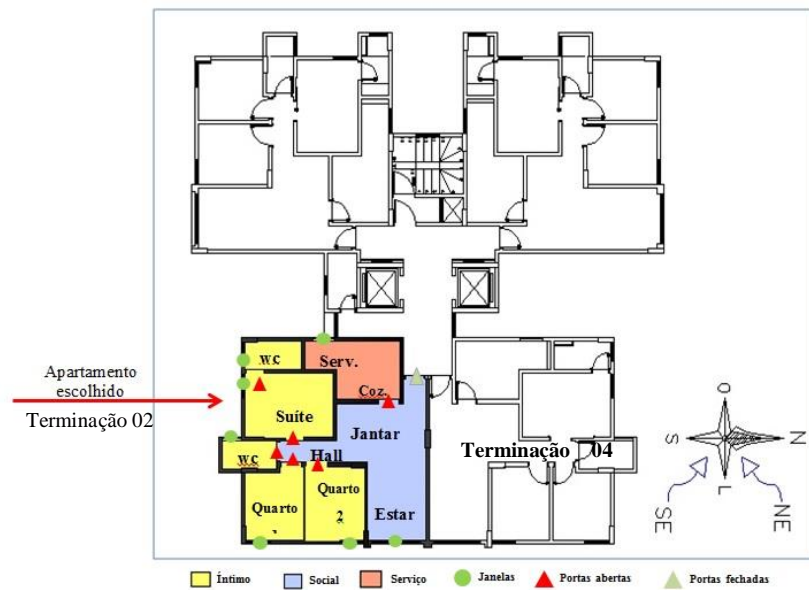 Apartamento
escolhido
Terminação 02
wc
Serv.
Coz.
Suíte
Jantar
wc
Hall
Quarto
Quarto
2
Estar
Terminação 04
O
S
N
L
SE
NE
Íntimo
Social
Serviço
Janelas
Portas abertas
Portas fechadas